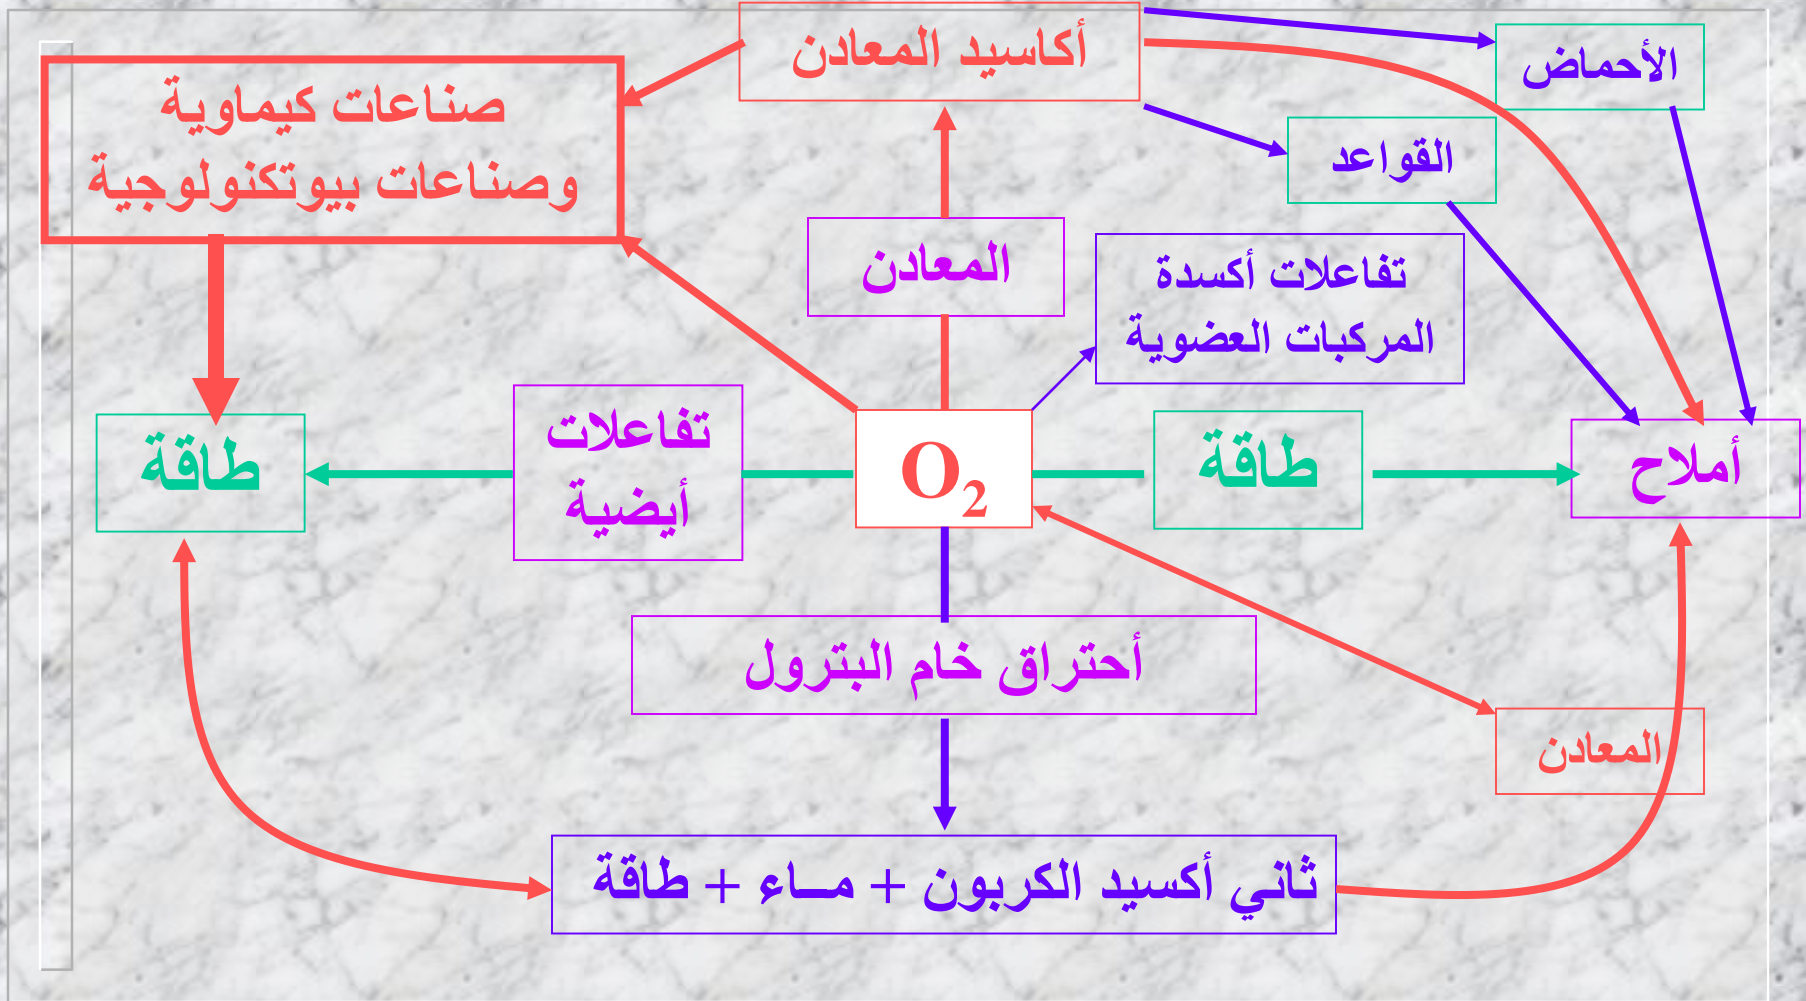 أكاسيد المعادن
الأحماض
صناعات كيماوية
وصناعات بيوتكنولوجية
القواعد
المعادن
تفاعلات أكسدة
المركبات العضوية
أملاح
طاقة
O₂
تفاعلات
أيضية
طاقة
أحتراق خام البترول
المعادن
ثاني أكسيد الكربون + مــاء + طاقة